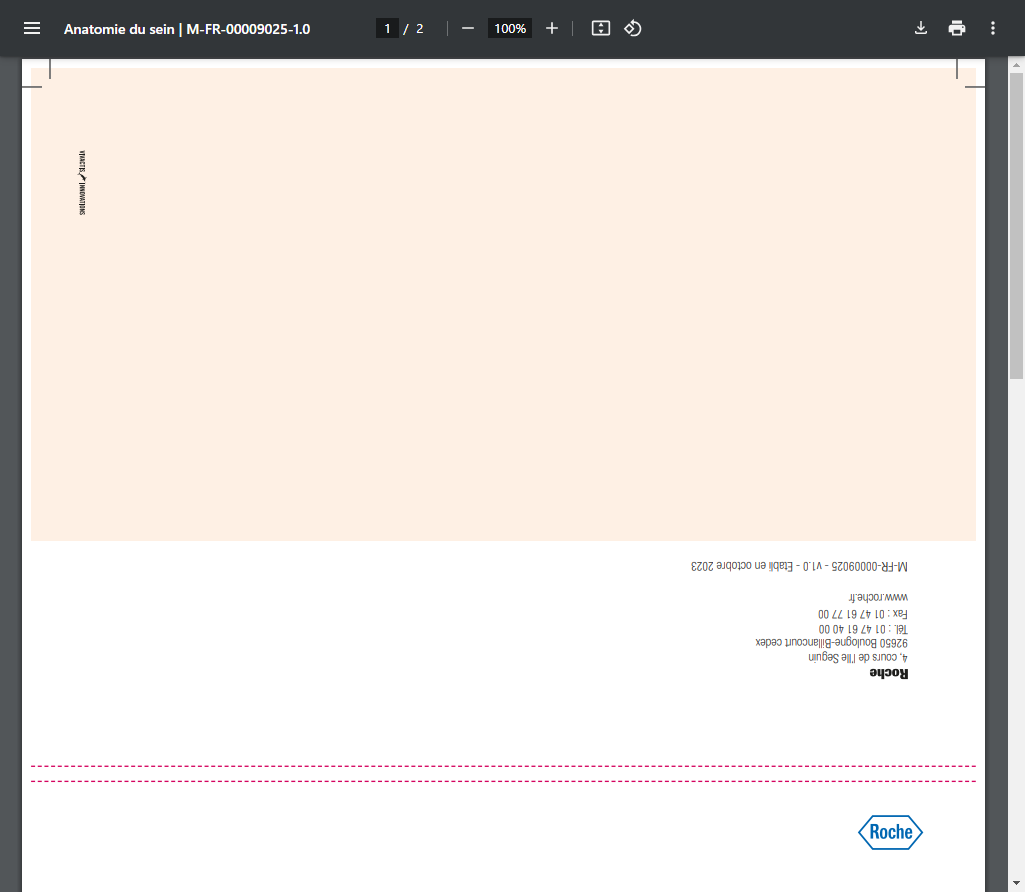 Anatomie du sein | M-FR-00009025-1.0
1 / 2
100%
VIVACTIS INNOVATIONS
Roche
4, cours de l'Ile Seguin
92650 Boulogne-Billancourt cedex
Tél. : 01 47 61 40 00
Fax : 01 47 61 77 00
www.roche.fr
M-FR-00009025 - v1.0 - Etabli en octobre 2023
Roche